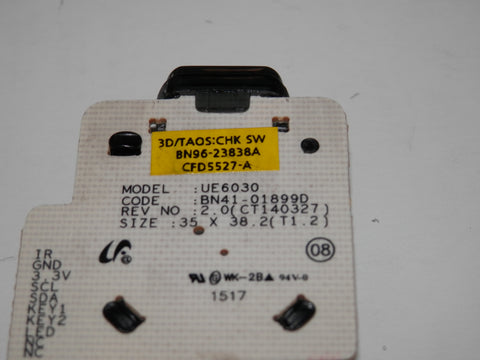 3D/TAOS:CHK SW
BN96-23838A
CFD5527-A
MODEL :UE6030
CODE :BN41-01899D
REV NO :2.0(CT140327)
SIZE :35 X 38.2(T1.2)
08
IR
GND
3.3V
SCL
SDA
KEY1
KEY2
LED
NC
NC
WK-2B▲ 94V-0
1517